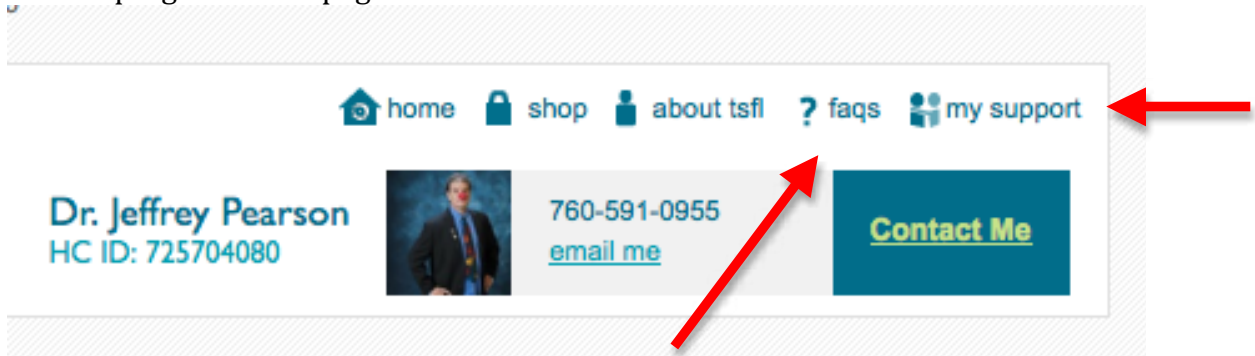 home shop about tsfl ? faqs my support
Dr. Jeffrey Pearson
HC ID: 725704080
760-591-0955
email me
Contact Me